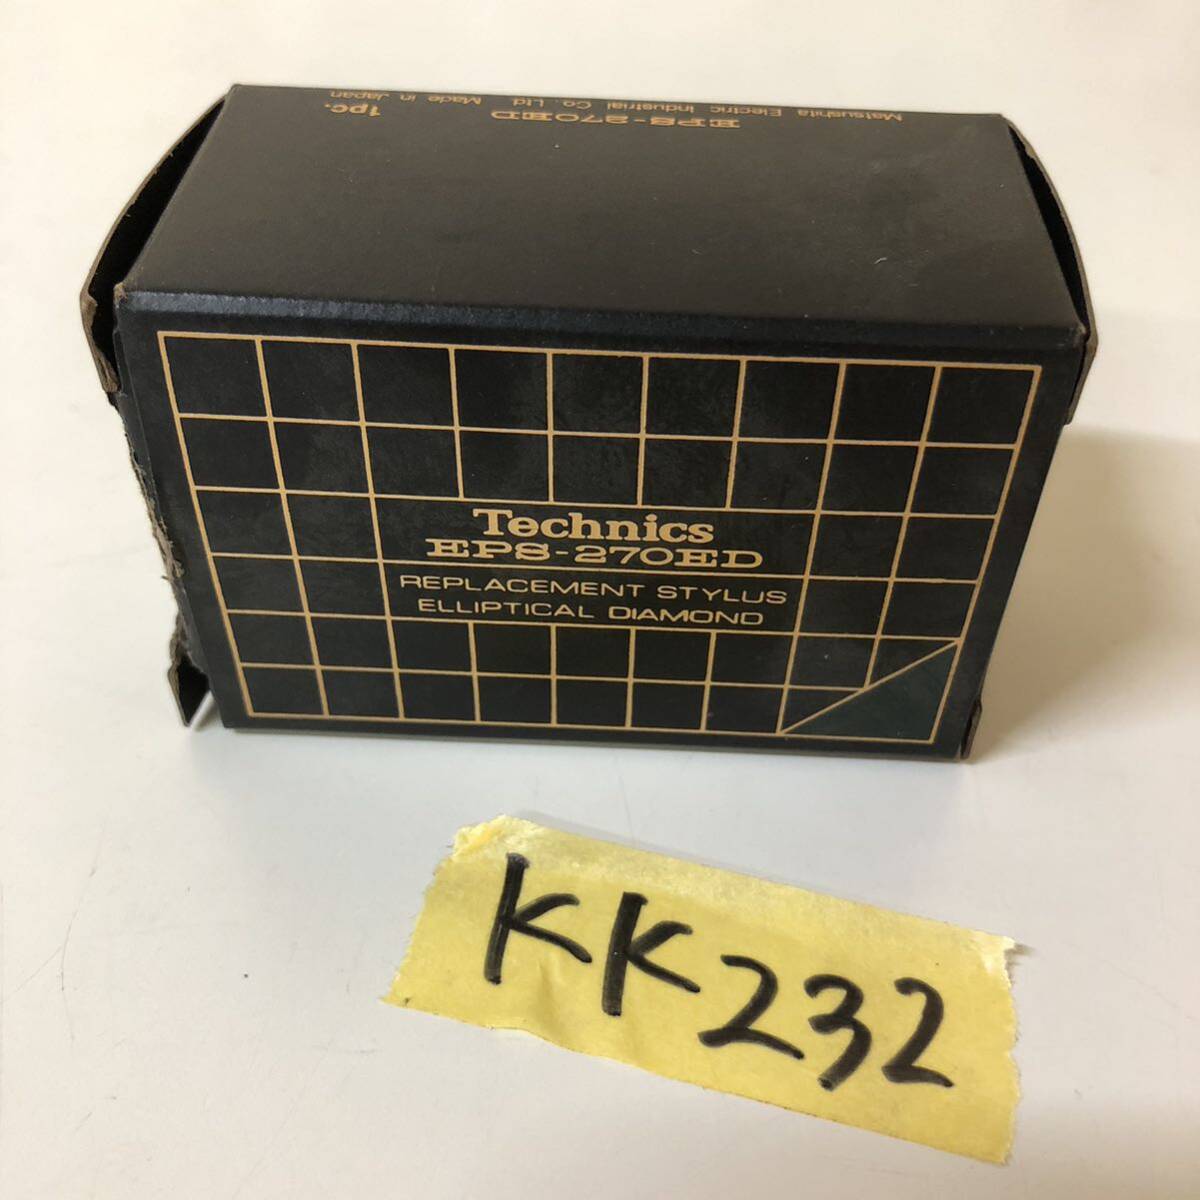 Matsushita Electric Industrial Co. Ltd. Made in Japan
EPS-270ED
1pc.
Technics
EPS-270ED
REPLACEMENT STYLUS
ELLIPTICAL DIAMOND
KK232